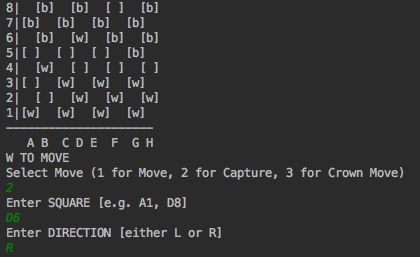 8|  [b]  [b]  [ ]  [b]
7|[b]  [b]  [b]  [b]
6|  [b]  [w]  [b]  [b]
5|[ ]  [ ]  [ ]  [b]
4|  [w]  [ ]  [ ]  [ ]
3|[ ]  [w]  [w]  [w]
2|  [ ]  [w]  [w]  [w]
1|[w]  [w]  [w]  [w]
_____________________
   A B  C D E  F  G H
W TO MOVE
Select Move (1 for Move, 2 for Capture, 3 for Crown Move)
2
Enter SQUARE [e.g. A1, D8]
D6
Enter DIRECTION [either L or R]
R